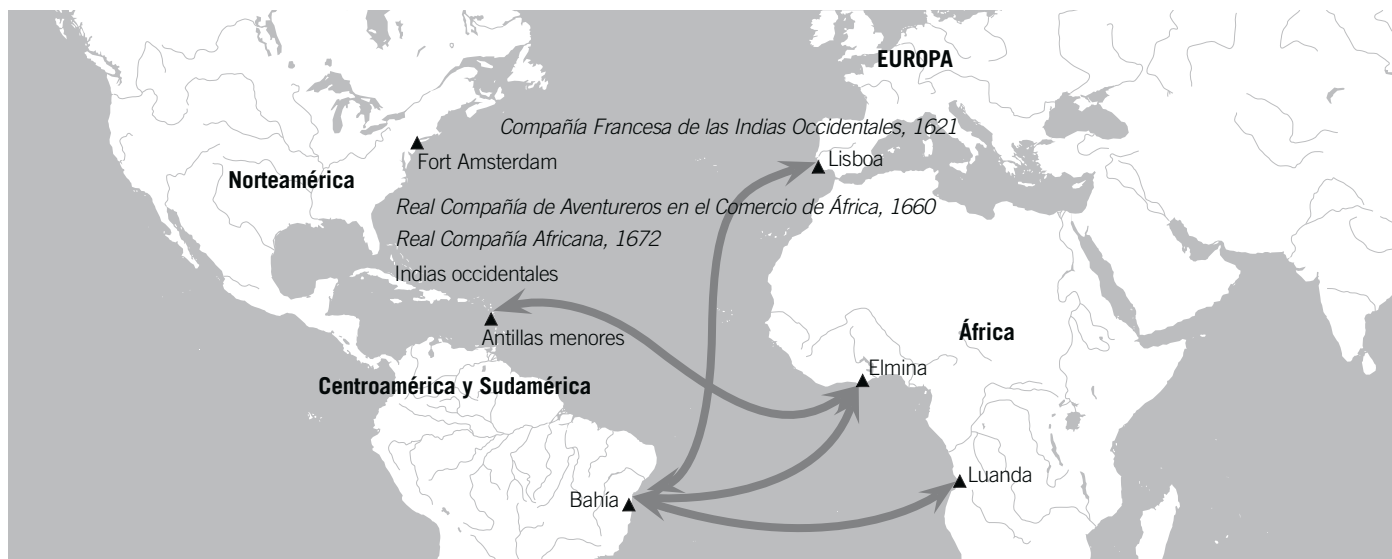 EUROPA
Compañía Francesa de las Indias Occidentales, 1621
Fort Amsterdam
Lisboa
Norteamérica
Real Compañía de Aventureros en el Comercio de África, 1660
Real Compañía Africana, 1672
Indias occidentales
Antillas menores
África
Elmina
Centroamérica y Sudamérica
Luanda
Bahía